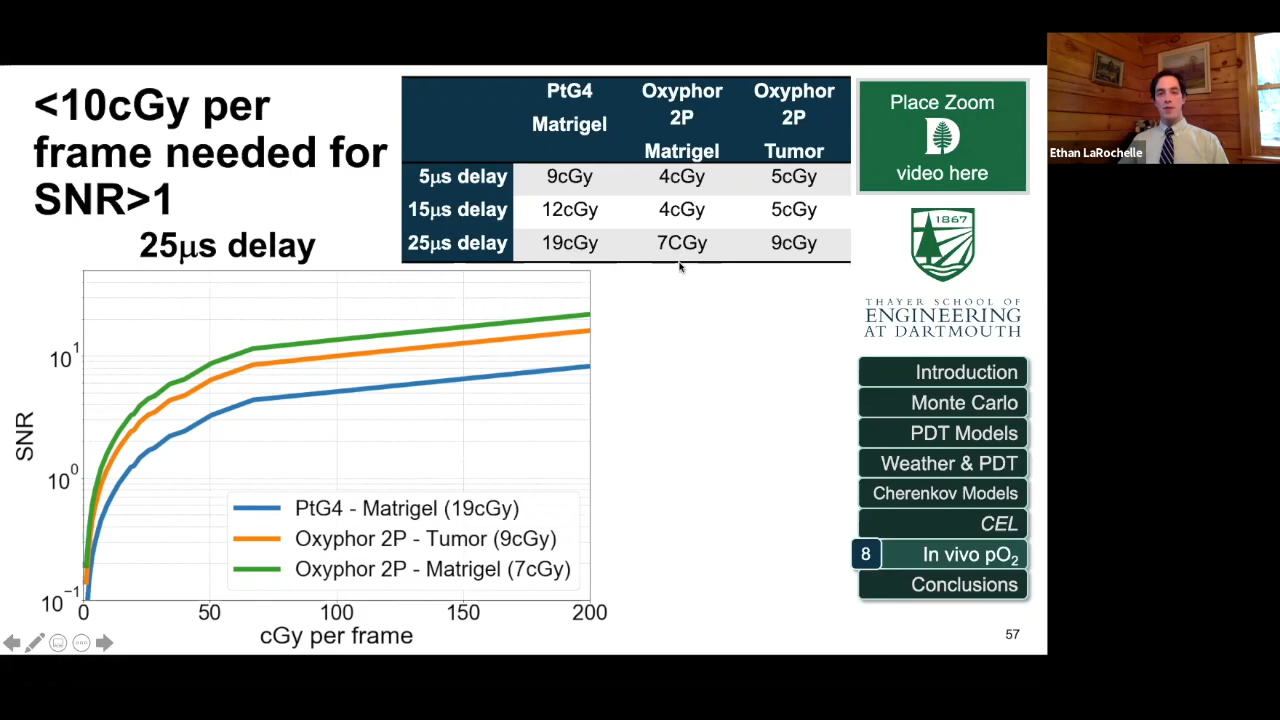 <10cGy per
frame needed for
SNR>1
25μs delay
PtG4 Matrigel	Oxyphor 2P Matrigel	Oxyphor 2P Tumor
5μs delay	9cGy	4cGy	5cGy
15μs delay	12cGy	4cGy	5cGy
25μs delay	19cGy	7CGy	9cGy
SNR
10¹
10⁰
10⁻¹
0 50 100 150 200
cGy per frame
PtG4 - Matrigel (19cGy)
Oxyphor 2P - Tumor (9cGy)
Oxyphor 2P - Matrigel (7cGy)
Place Zoom
D
video here
1867
THAYER SCHOOL OF
ENGINEERING
AT DARTMOUTH
Introduction
Monte Carlo
PDT Models
Weather & PDT
Cherenkov Models
CEL
8 In vivo pO₂
Conclusions
57
Ethan LaRochelle